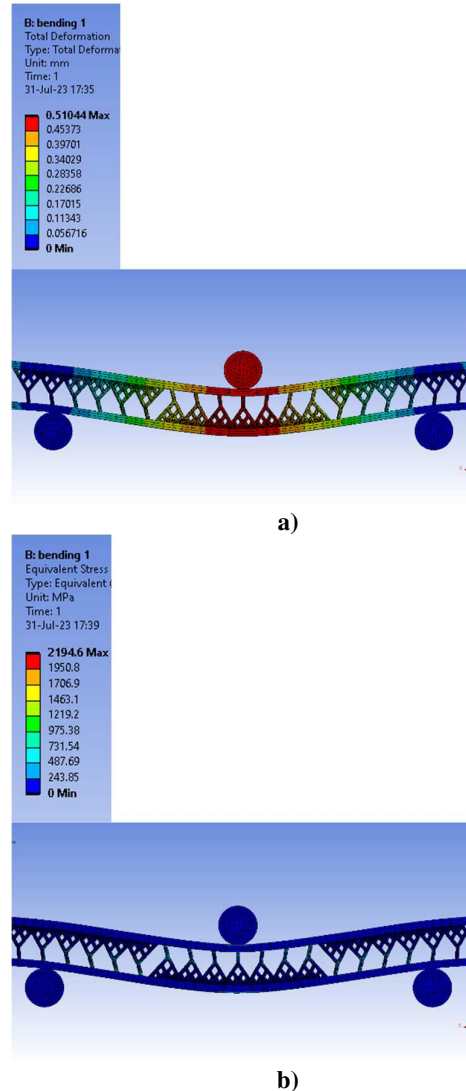 B: bending 1
Total Deformation
Type: Total Deforma
Unit: mm
Time: 1
31-Jul-23 17:35
0.51044 Max
0.45373
0.39701
0.34029
0.28358
0.22686
0.17015
0.11343
0.056716
0 Min
a)
B: bending 1
Equivalent Stress
Type: Equivalent (
Unit: MPa
Time: 1
31-Jul-23 17:39
2194.6 Max
1950.8
1706.9
1463.1
1219.2
975.38
731.54
487.69
243.85
0 Min
b)